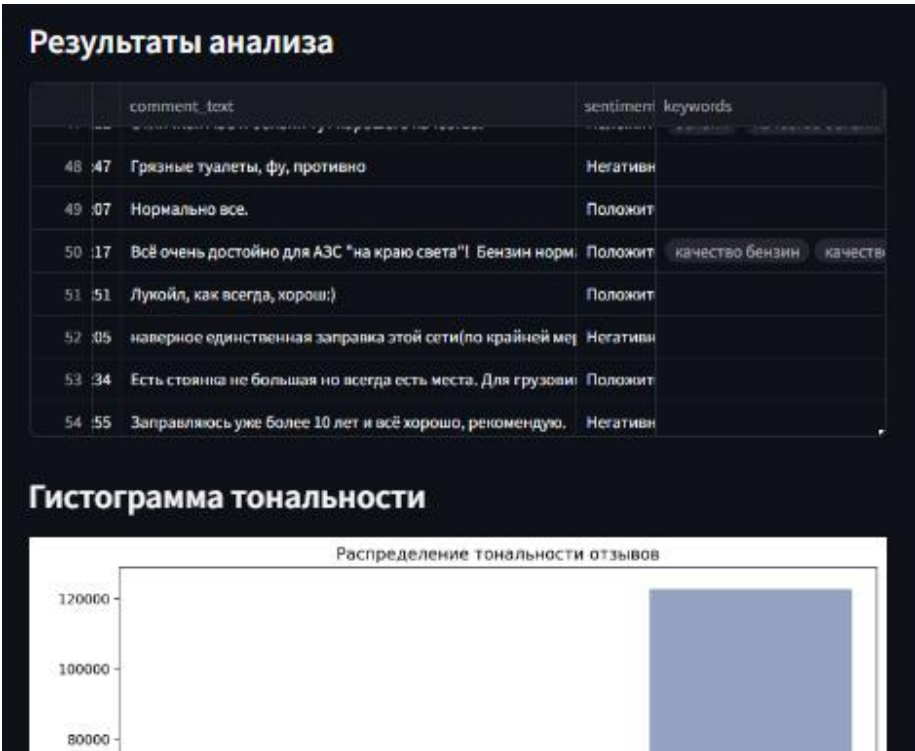 Результаты анализа
comment_text sentiment keywords
48 :47 Грязные туалеты, фу, противно Негативн
49 :07 Нормально все. Положит
50 :17 Всё очень достойно для АЗС "на краю света"! Бензин норм. Положит качество бензин качеств
51 :51 Лукойл, как всегда, хорош:) Положит
52 :05 наверное единственная заправка этой сети(по крайней мер Негативн
53 :34 Есть стоянка не большая но всегда есть места. Для грузови Положит
54 :55 Заправляюсь уже более 10 лет и всё хорошо, рекомендую. Негативн
Гистограмма тональности
Распределение тональности отзывов
120000
100000
80000